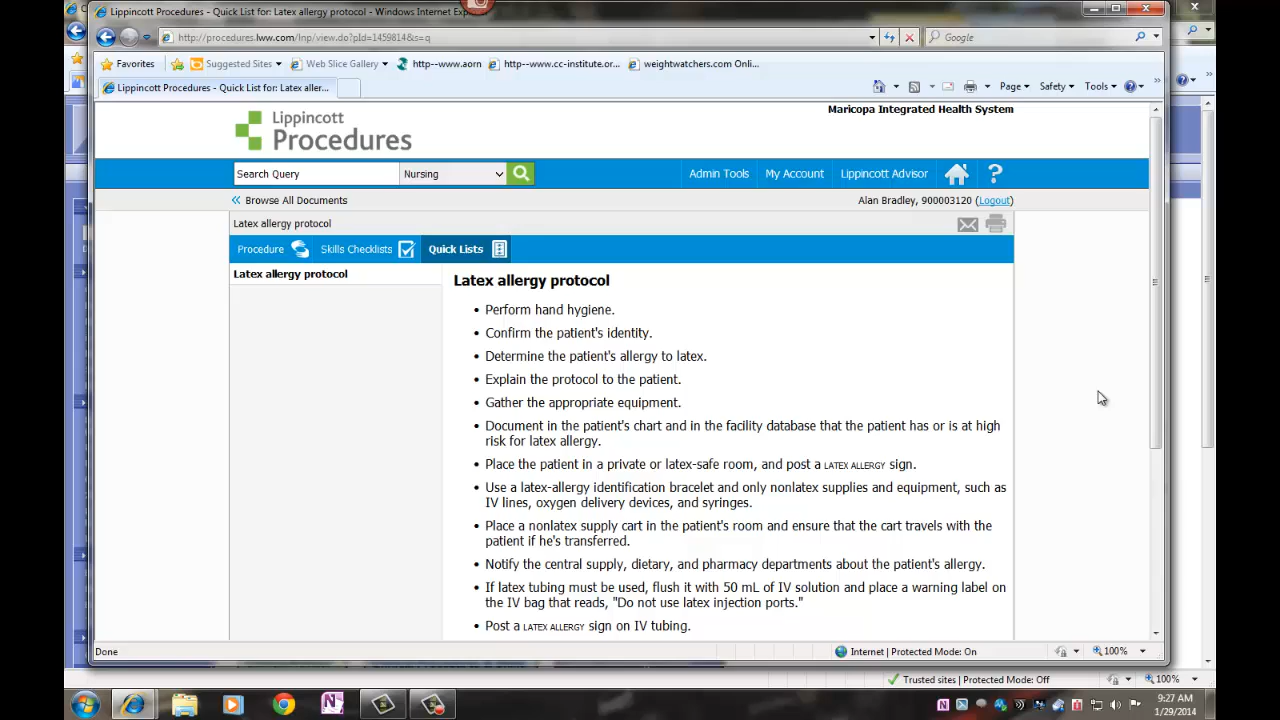 Lippincott Procedures - Quick List for: Latex allergy protocol - Windows Internet Exp
http://procedures.lww.com/lnp/view.do?pId=1459814&s=q
Google
Favorites Suggested Sites Web Slice Gallery http--www.aorn http--www.cc-institute.or... weightwatchers.com Onli...
Lippincott Procedures - Quick List for: Latex aller...
Page Safety Tools
Maricopa Integrated Health System
Lippincott
Procedures
Search Query Nursing Admin Tools My Account Lippincott Advisor ?
« Browse All Documents Alan Bradley, 900003120 (Logout)
Latex allergy protocol
Procedure Skills Checklists Quick Lists
Latex allergy protocol
Latex allergy protocol
• Perform hand hygiene.
• Confirm the patient's identity.
• Determine the patient's allergy to latex.
• Explain the protocol to the patient.
• Gather the appropriate equipment.
• Document in the patient's chart and in the facility database that the patient has or is at high
risk for latex allergy.
• Place the patient in a private or latex-safe room, and post a LATEX ALLERGY sign.
• Use a latex-allergy identification bracelet and only nonlatex supplies and equipment, such as
IV lines, oxygen delivery devices, and syringes.
• Place a nonlatex supply cart in the patient's room and ensure that the cart travels with the
patient if he's transferred.
• Notify the central supply, dietary, and pharmacy departments about the patient's allergy.
• If latex tubing must be used, flush it with 50 mL of IV solution and place a warning label on
the IV bag that reads, "Do not use latex injection ports."
• Post a LATEX ALLERGY sign on IV tubing.
Done Internet | Protected Mode: On 100%
Trusted sites | Protected Mode: Off 100%
9:27 AM
1/29/2014